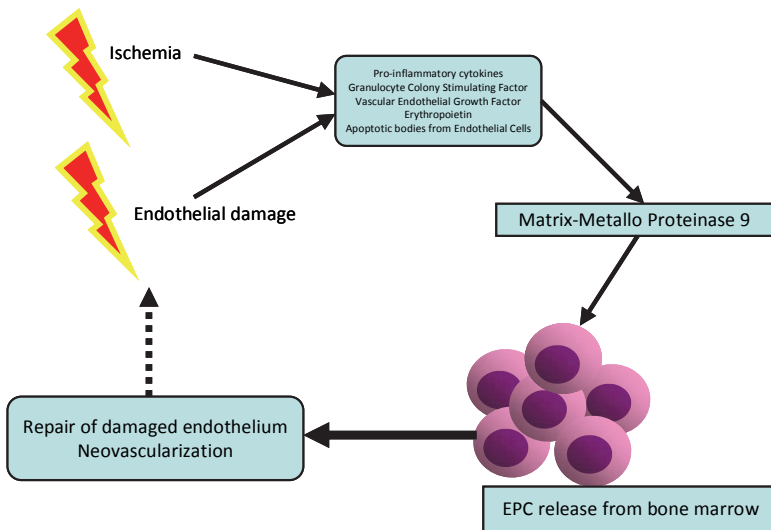 Ischemia
Pro-inflammatory cytokines
Granulocyte Colony Stimulating Factor
Vascular Endothelial Growth Factor
Erythropoietin
Apoptotic bodies from Endothelial Cells
Endothelial damage
Matrix-Metallo Proteinase 9
Repair of damaged endothelium
Neovascularization
EPC release from bone marrow